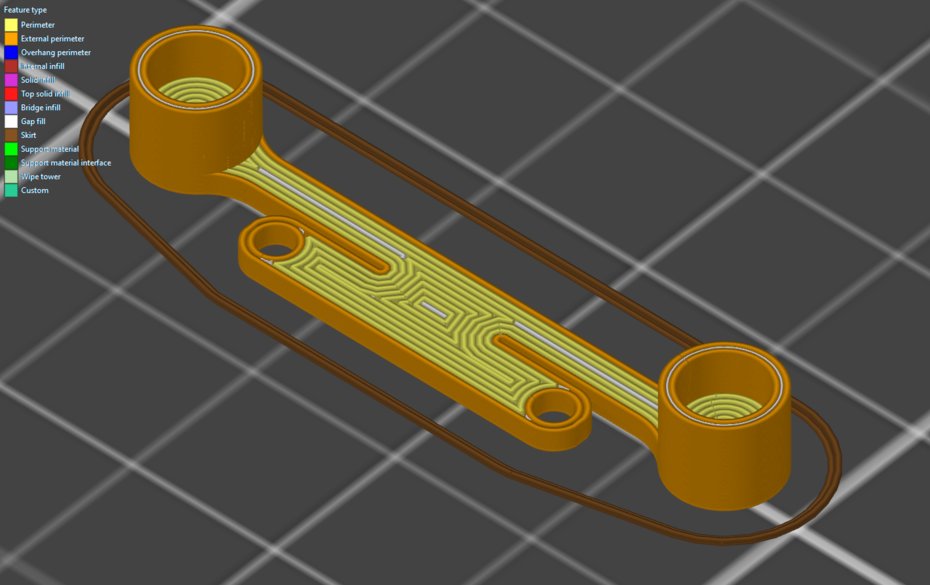 Feature type
Perimeter
External perimeter
Overhang perimeter
Internal infill
Solid infill
Top solid infill
Bridge infill
Gap fill
Skirt
Support material
Support material interface
Wipe tower
Custom